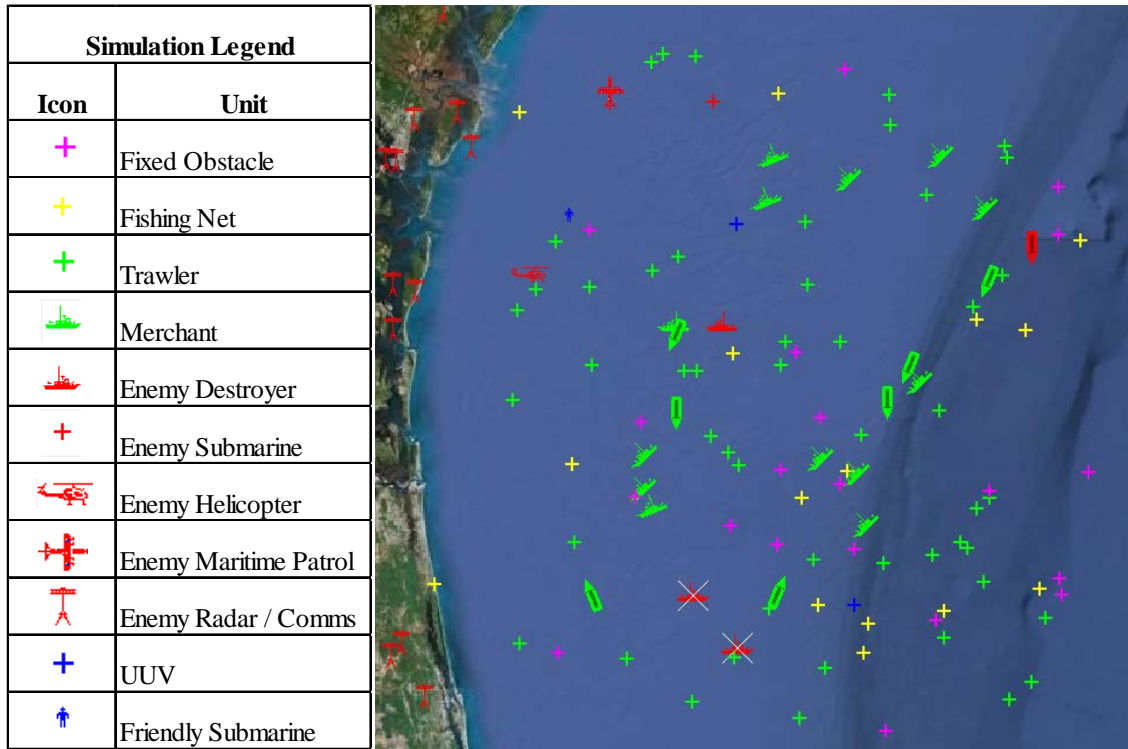 Simulation Legend
Icon Unit
Fixed Obstacle
Fishing Net
Trawler
Merchant
Enemy Destroyer
Enemy Submarine
Enemy Helicopter
Enemy Maritime Patrol
Enemy Radar / Comms
UUV
Friendly Submarine